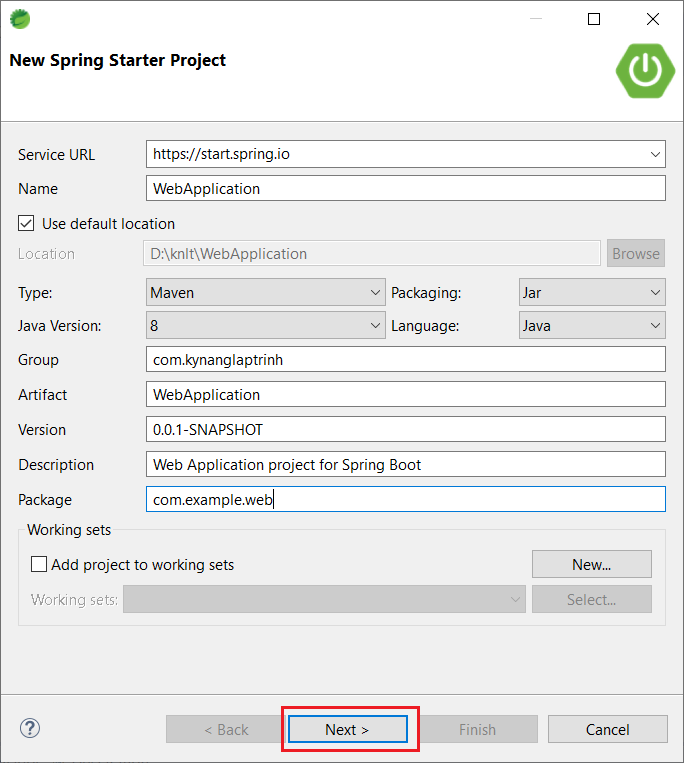 New Spring Starter Project
Service URL https://start.spring.io
Name WebApplication
Use default location
Location D:\knlt\WebApplication Browse
Type: Maven Packaging: Jar
Java Version: 8 Language: Java
Group com.kynanglaptrinh
Artifact WebApplication
Version 0.0.1-SNAPSHOT
Description Web Application project for Spring Boot
Package com.example.web
Working sets
Add project to working sets New...
Working sets: Select...
? < Back Next > Finish Cancel